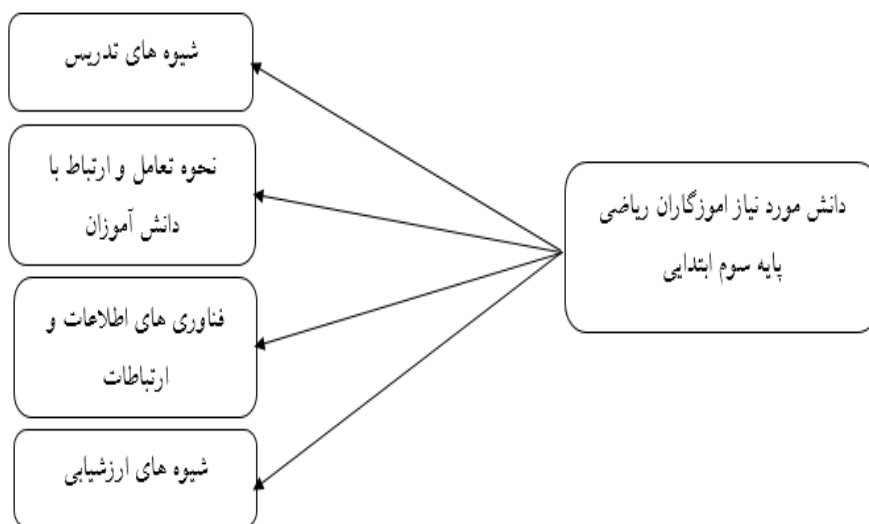 دانش مورد نیاز اموزگاران ریاضی
پایه سوم ابتدایی
شیوه های تدریس
نحوه تعامل و ارتباط با
دانش آموزان
فناوری های اطلاعات و
ارتباطات
شیوه های ارزشیابی